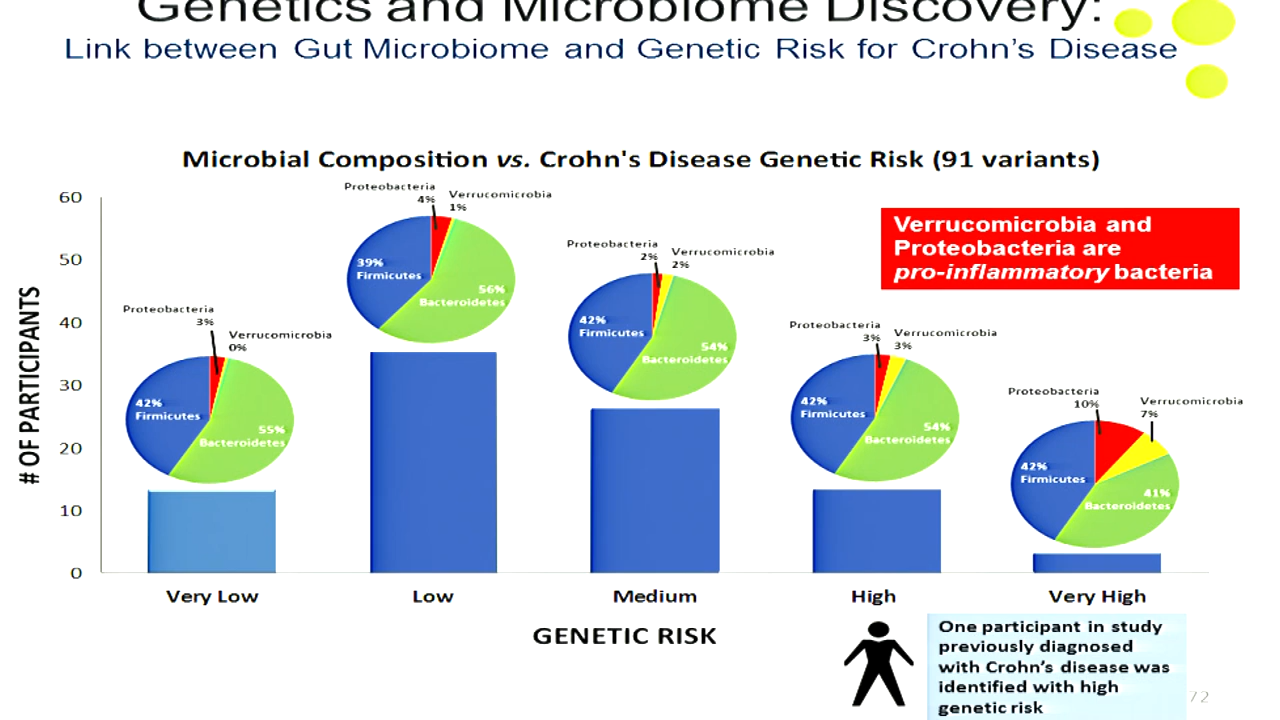 Genetics and Microbiome Discovery:
Link between Gut Microbiome and Genetic Risk for Crohn's Disease
Microbial Composition vs. Crohn's Disease Genetic Risk (91 variants)
# OF PARTICIPANTS
60
50
40
30
20
10
0
Proteobacteria
3%
Verrucomicrobia
0%
42%
Firmicutes
55%
Bacteroidetes
Proteobacteria
4%
Verrucomicrobia
1%
39%
Firmicutes
56%
Bacteroidetes
Proteobacteria
2%
Verrucomicrobia
2%
42%
Firmicutes
54%
Bacteroidetes
Proteobacteria
3%
Verrucomicrobia
3%
42%
Firmicutes
54%
Bacteroidetes
Proteobacteria
10%
Verrucomicrobia
7%
42%
Firmicutes
41%
Bacteroidetes
Verrucomicrobia and
Proteobacteria are
pro-inflammatory bacteria
Very Low
Low
Medium
High
Very High
GENETIC RISK
One participant in study
previously diagnosed
with Crohn's disease was
identified with high
genetic risk
72